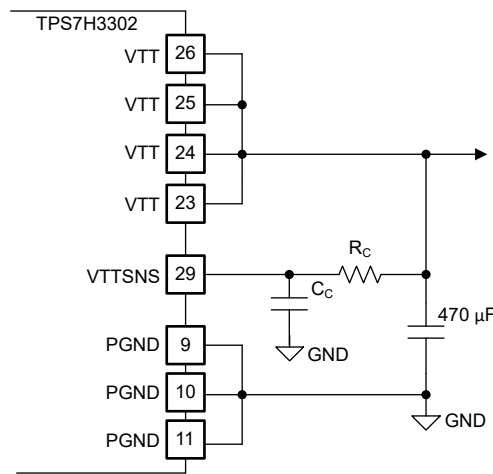 TPS7H3302
VTT 26
VTT 25
VTT 24
VTT 23
VTTSNS 29
R_C
C_C
GND
470 µF
PGND 9
PGND 10
PGND 11
GND